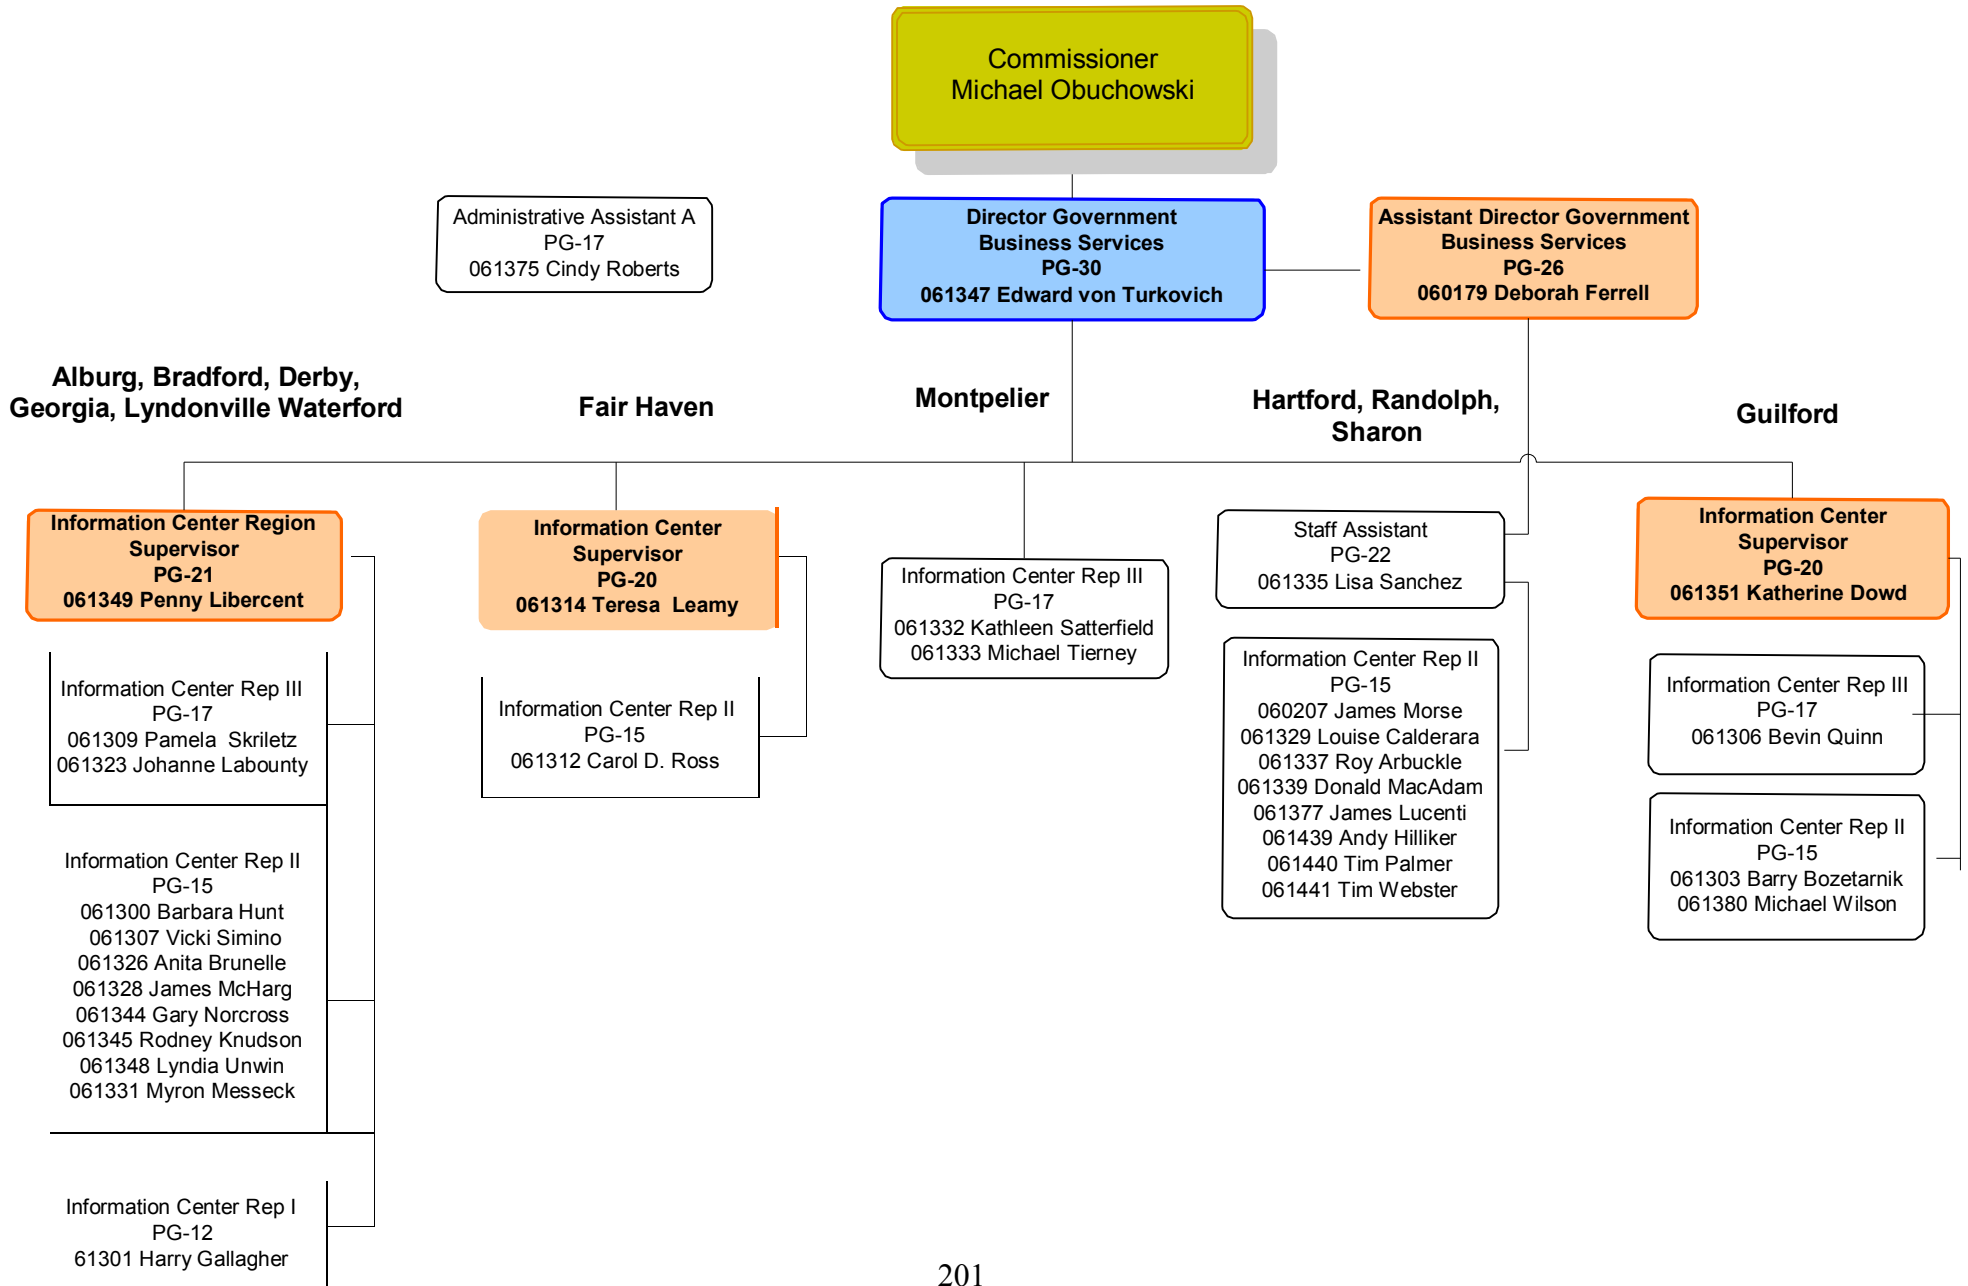 Commissioner
Michael Obuchowski
Administrative Assistant A
PG-17
061375 Cindy Roberts
Director Government
Business Services
PG-30
061347 Edward von Turkovich
Assistant Director Government
Business Services
PG-26
060179 Deborah Ferrell
Alburg, Bradford, Derby,
Georgia, Lyndonville Waterford
Fair Haven
Montpelier
Hartford, Randolph,
Sharon
Guilford
Information Center Region
Supervisor
PG-21
061349 Penny Libercent
Information Center Rep III
PG-17
061309 Pamela  Skriletz
061323 Johanne Labounty
Information Center Rep II
PG-15
061300 Barbara Hunt
061307 Vicki Simino
061326 Anita Brunelle
061328 James McHarg
061344 Gary Norcross
061345 Rodney Knudson
061348 Lyndia Unwin
061331 Myron Messeck
Information Center Rep I
PG-12
61301 Harry Gallagher
Information Center
Supervisor
PG-20
061314 Teresa  Leamy
Information Center Rep II
PG-15
061312 Carol D. Ross
Information Center Rep III
PG-17
061332 Kathleen Satterfield
061333 Michael Tierney
Staff Assistant
PG-22
061335 Lisa Sanchez
Information Center Rep II
PG-15
060207 James Morse
061329 Louise Calderara
061337 Roy Arbuckle
061339 Donald MacAdam
061377 James Lucenti
061439 Andy Hilliker
061440 Tim Palmer
061441 Tim Webster
Information Center
Supervisor
PG-20
061351 Katherine Dowd
Information Center Rep III
PG-17
061306 Bevin Quinn
Information Center Rep II
PG-15
061303 Barry Bozetarnik
061380 Michael Wilson
201